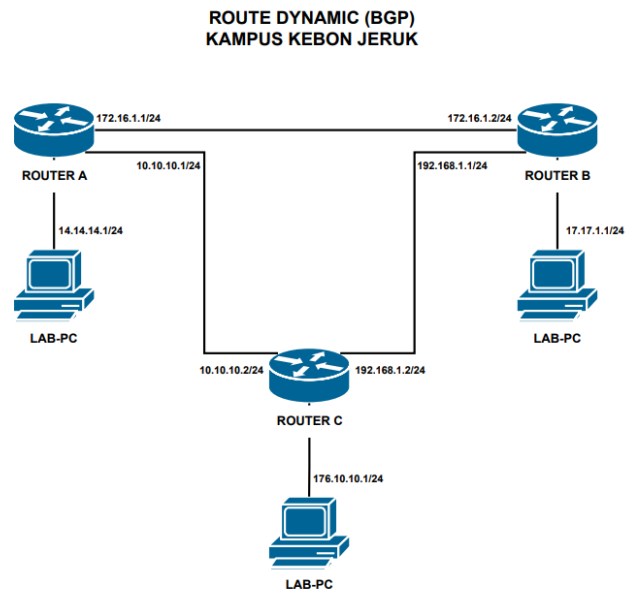 ROUTE DYNAMIC (BGP)
KAMPUS KEBON JERUK
172.16.1.1/24
172.16.1.2/24
10.10.10.1/24
192.168.1.1/24
ROUTER A
ROUTER B
14.14.14.1/24
17.17.1.1/24
LAB-PC
LAB-PC
10.10.10.2/24
192.168.1.2/24
ROUTER C
176.10.10.1/24
LAB-PC